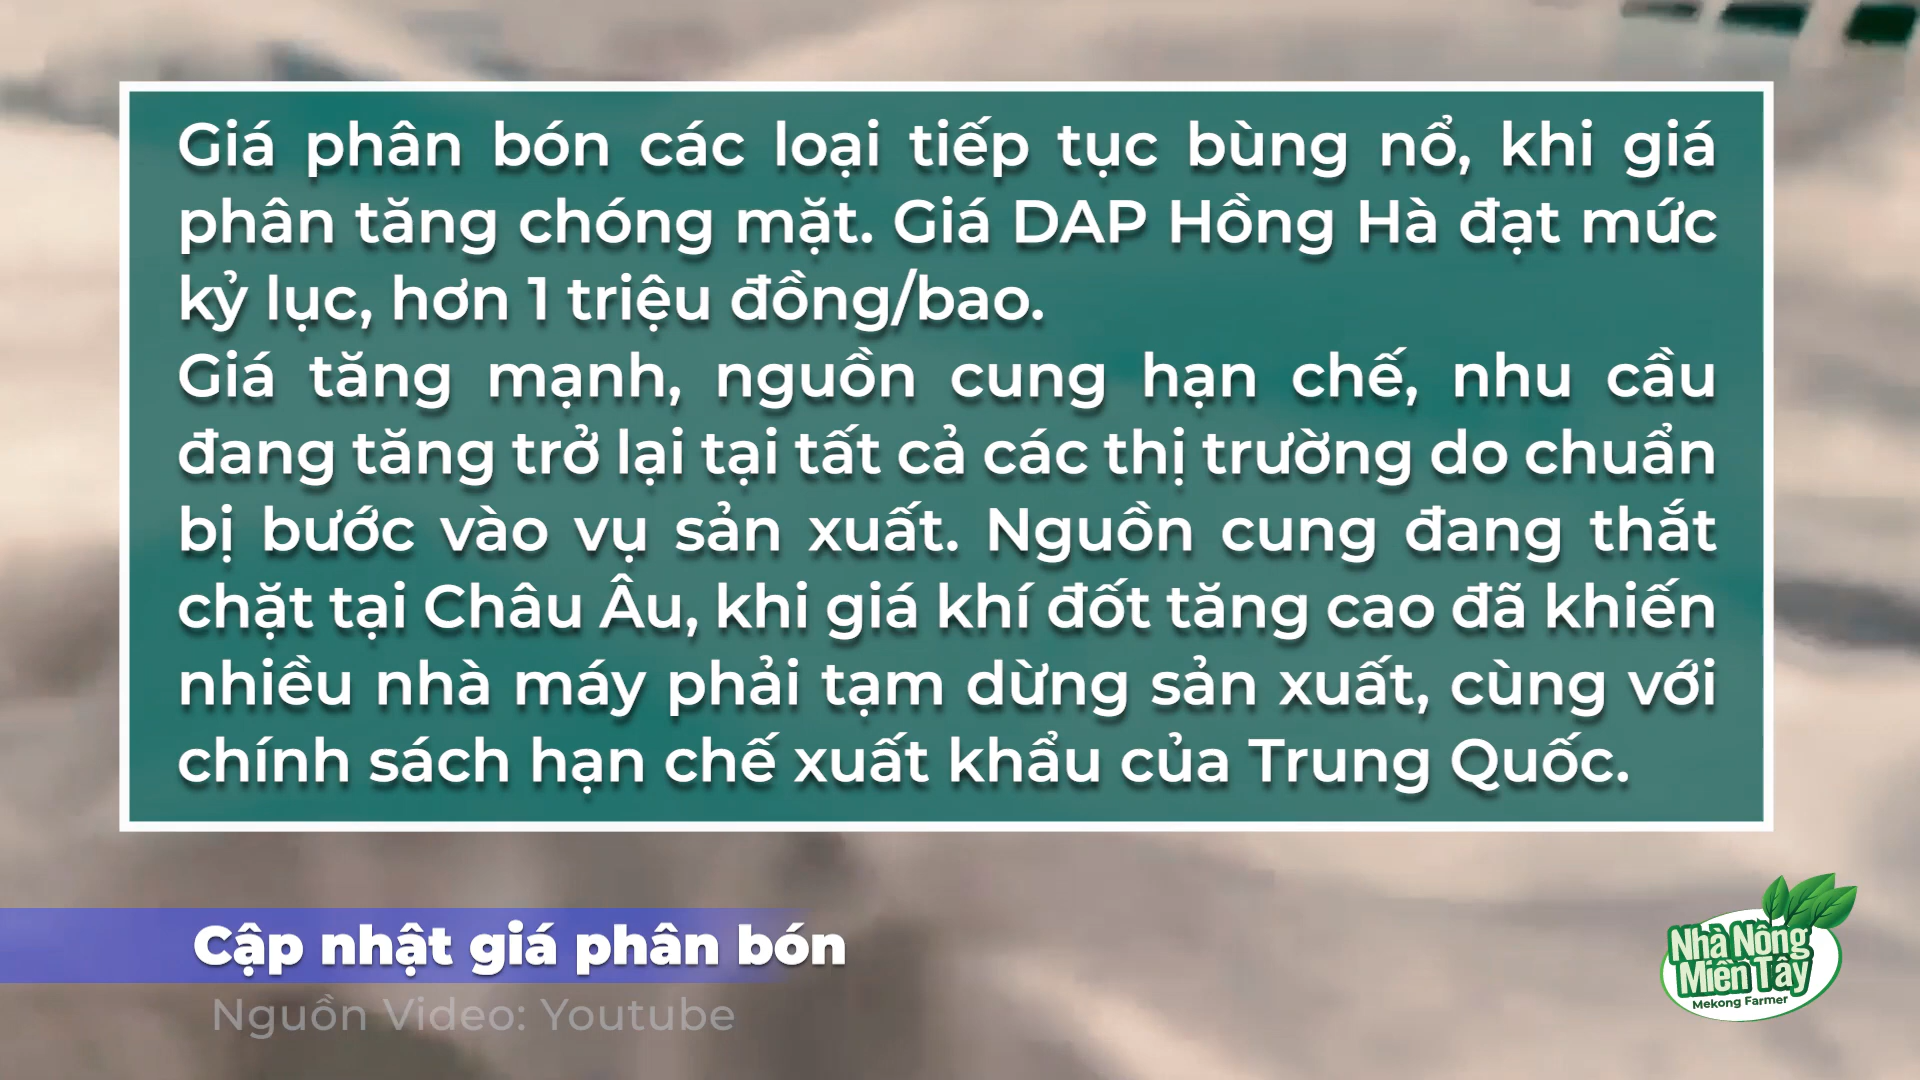 Giá phân bón các loại tiếp tục bùng nổ, khi giá
phân tăng chóng mặt. Giá DAP Hồng Hà đạt mức
kỷ lục, hơn 1 triệu đồng/bao.
Giá tăng mạnh, nguồn cung hạn chế, nhu cầu
đang tăng trở lại tại tất cả các thị trường do chuẩn
bị bước vào vụ sản xuất. Nguồn cung đang thắt
chặt tại Châu Âu, khi giá khí đốt tăng cao đã khiến
nhiều nhà máy phải tạm dừng sản xuất, cùng với
chính sách hạn chế xuất khẩu của Trung Quốc.
Cập nhật giá phân bón
Nguồn Video: Youtube
Nhà Nông
Miền Tây
Mekong Farmer